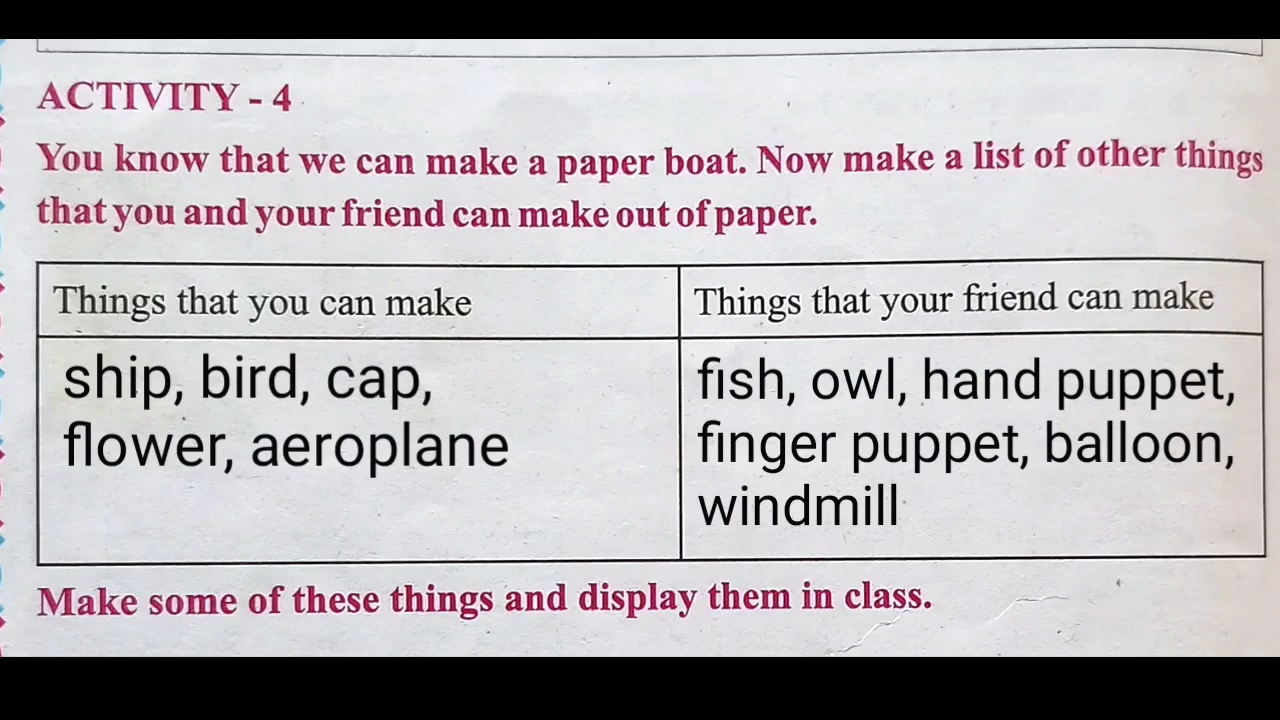 ACTIVITY - 4
You know that we can make a paper boat. Now make a list of other things
that you and your friend can make out of paper.
Things that you can make
Things that your friend can make
ship, bird, cap,
flower, aeroplane
fish, owl, hand puppet,
finger puppet, balloon,
windmill
Make some of these things and display them in class.